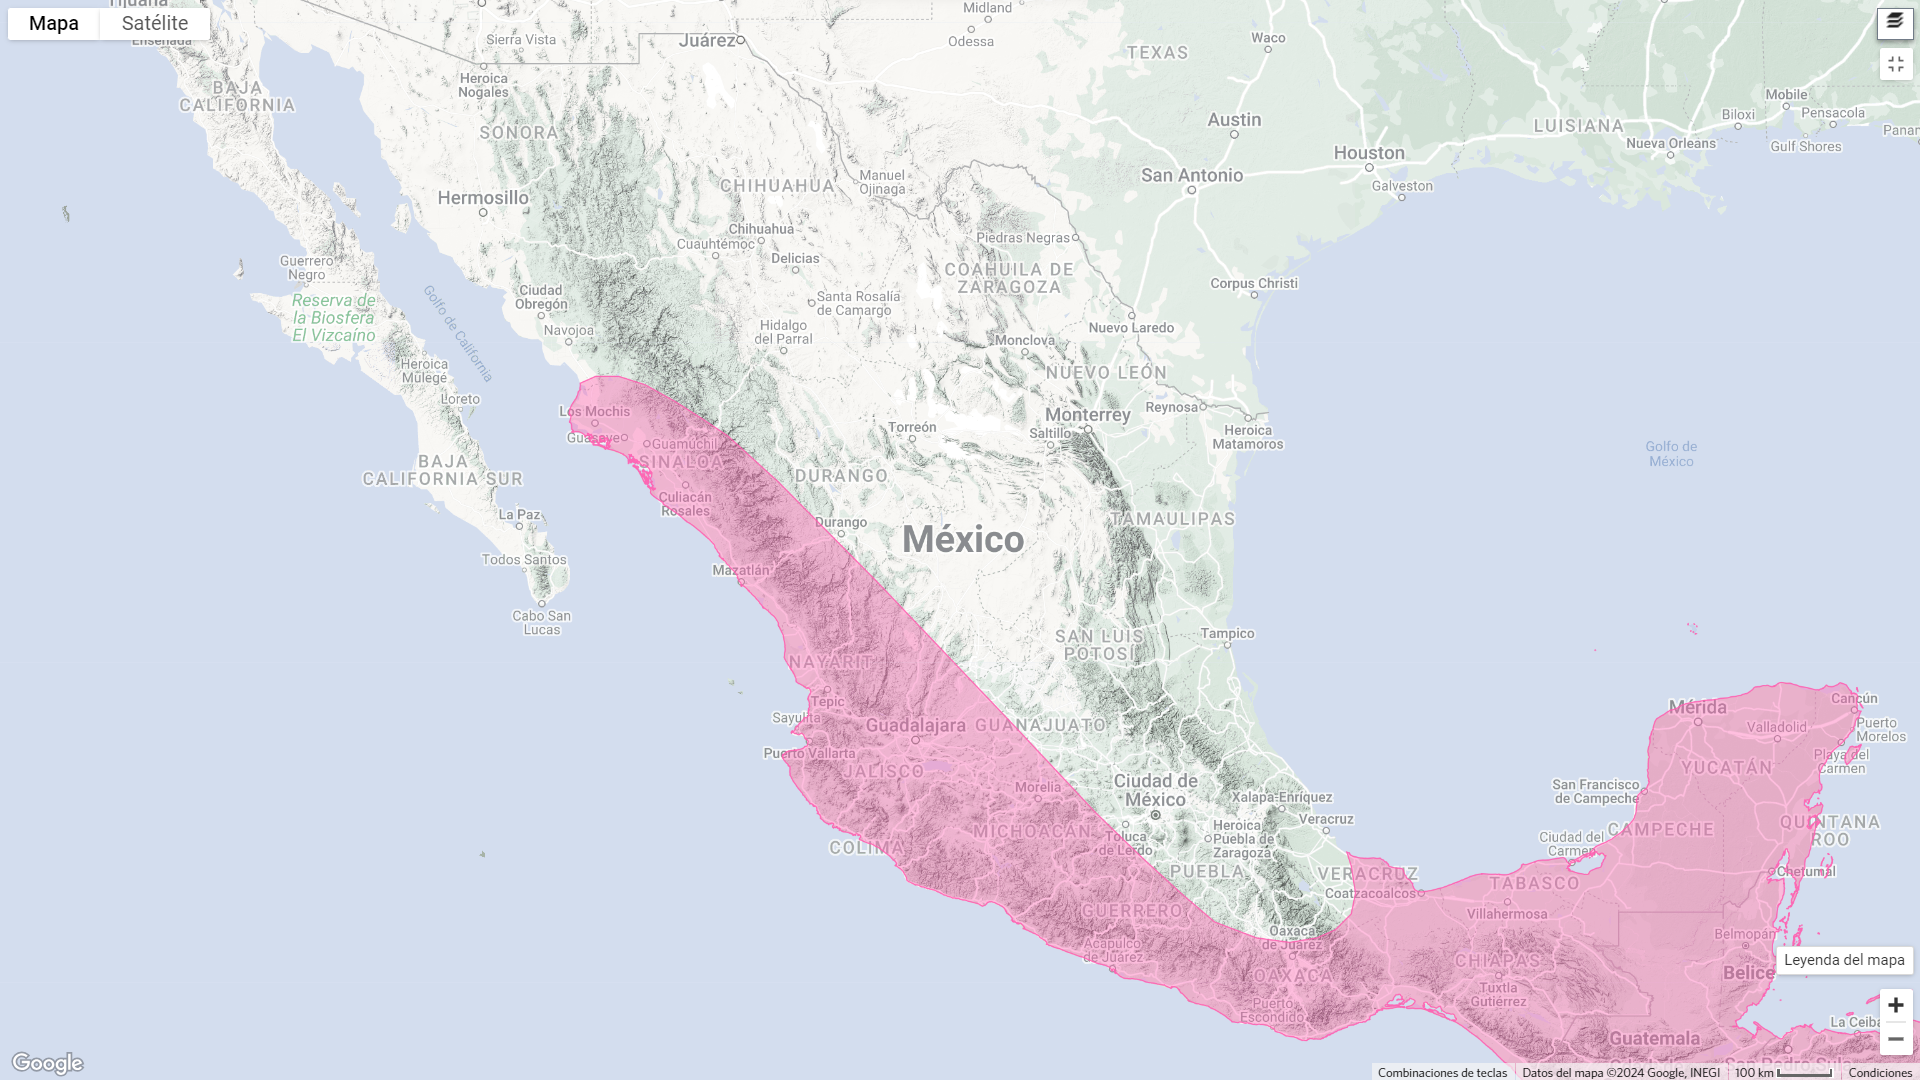 Tijuana
Mapa
Satélite
Ensenada
Sierra Vista
Juárez
Midland
Odessa
TEXAS
Waco
Heroica
Nogales
BAJA
CALIFORNIA
SONORA
Austin
LUISIANA
Mobile
Biloxi
Pensacola
Nueva Orleans
Gulf Shores
Houston
San Antonio
Galveston
Hermosillo
CHIHUAHUA
Manuel
Ojinaga
Chihuahua
Cuauhtémoc
Delicias
Piedras Negras
COAHUILA DE
ZARAGOZA
Guerrero
Negro
Reserva de
la Biosfera
El Vizcaíno
Golfo de California
Ciudad
Obregón
Navojoa
Santa Rosalía
de Camargo
Hidalgo
del Parral
Corpus Christi
Nuevo Laredo
Monclova
NUEVO LEÓN
Heroica
Mulegé
Loreto
Los Mochis
Guasave
Guamúchil
SINALOA
Culiacán
Rosales
Torreón
Saltillo
Monterrey
Reynosa
Heroica
Matamoros
Golfo de
México
BAJA
CALIFORNIA SUR
DURANGO
Durango
La Paz
Todos Santos
Cabo San
Lucas
Mazatlán
México
TAMAULIPAS
SAN LUIS
POTOSÍ
Tampico
NAYARIT
Tepic
Sayulita
Puerto Vallarta
Guadalajara
GUANAJUATO
JALISCO
Morelia
Ciudad de
México
Xalapa-Enríquez
Veracruz
COLIMA
MICHOACÁN
Toluca
de Lerdo
Heroica
Puebla de
Zaragoza
PUEBLA
VERACRUZ
Coatzacoalcos
GUERRERO
Acapulco
de Juárez
Oaxaca
de Juárez
OAXACA
Puerto
Escondido
Mérida
Valladolid
Cancún
Puerto
Morelos
Playa del
Carmen
YUCATÁN
San Francisco
de Campeche
Ciudad del
Carmen
CAMPECHE
QUINTANA
ROO
Chetumal
TABASCO
Villahermosa
CHIAPAS
Tuxtla
Gutiérrez
Belmopán
Belice
Guatemala
La Ceiba
San Pedro Sula
Leyenda del mapa
Google
Combinaciones de teclas
Datos del mapa ©2024 Google, INEGI
100 km
Condiciones